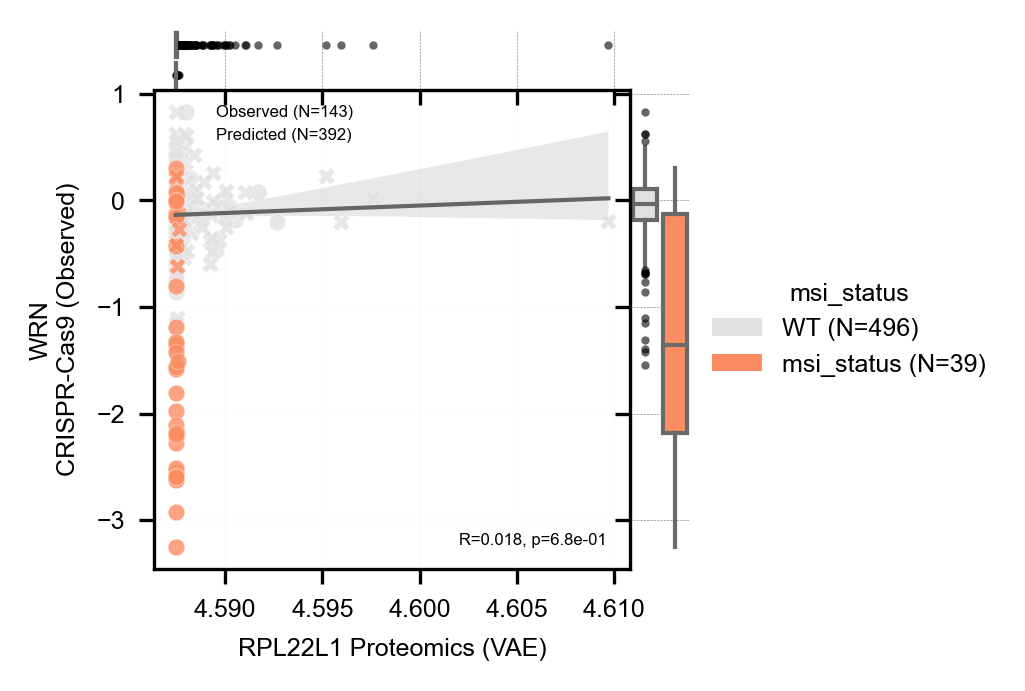 1
0
−1
−2
−3
WRN
CRISPR-Cas9 (Observed)
Observed (N=143)
Predicted (N=392)
R=0.018, p=6.8e-01
4.590 4.595 4.600 4.605 4.610
RPL22L1 Proteomics (VAE)
msi_status
WT (N=496)
msi_status (N=39)